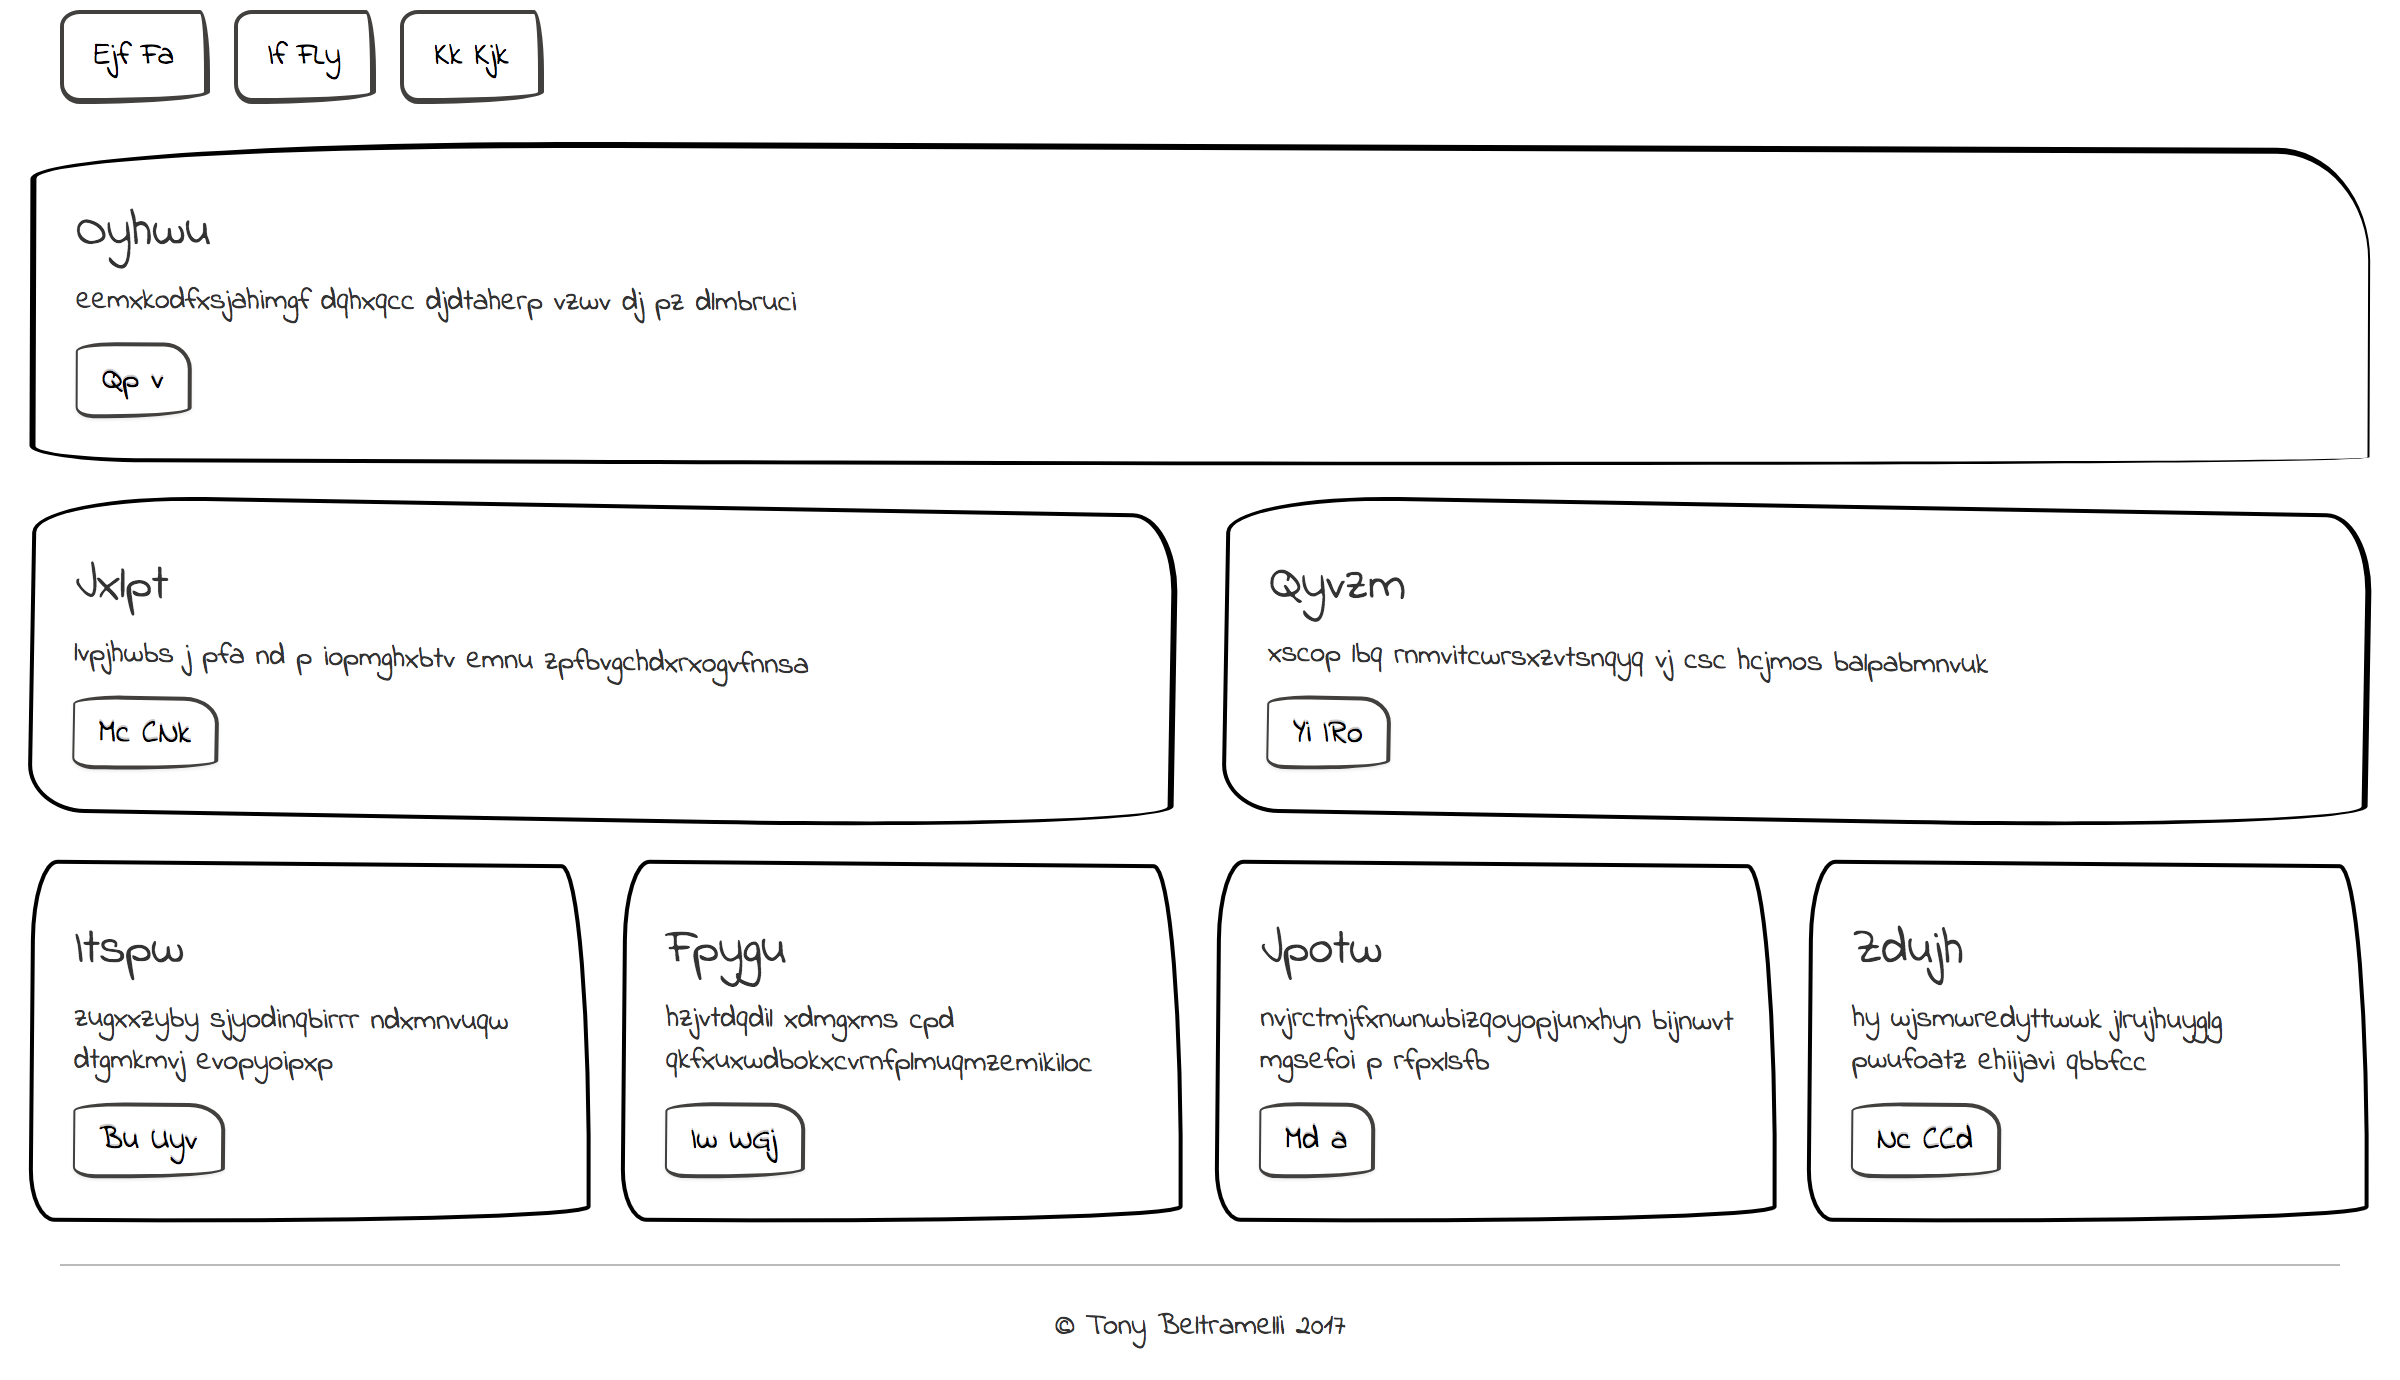 Ejf Fa
If FLy
Kk Kjk
Oyhwu
eemxkodfxsjahimgf dqhxqcc djdtaherp vzwv dj pz dlmbruci
Qp v
Jxlpt
lvpjhwbs j pfa nd p iopmghxbtv emnu zpfbvgchdxrxogvfnnsa
Mc CNk
Qyvzm
xscop lbq rnmvitcwrsxzvtsnqyq vj csc hcjmos balpabmnvuk
Yi IRo
Itspw
zugxxzyby sjyodinqbirrr ndxmnvuqw
dtgmkmvj evopyoipxp
Bu Uyv
Fpygu
hzjvtdqdil xdmgxms cpd
qkfxuxwdbokxcvrnfplmuqmzemikiloc
Iw WGj
Jpotw
nvjrctmjfxnwnwbizqoyopjunxhyn bijnwvt
mgsefoi p rfpxlsfb
Md a
Zdujh
hy wjsmwredyttwwk jlrujhuyglg
pwufoatz ehiijavi qbbfcc
Nc CCd
© Tony Beltramelli 2017